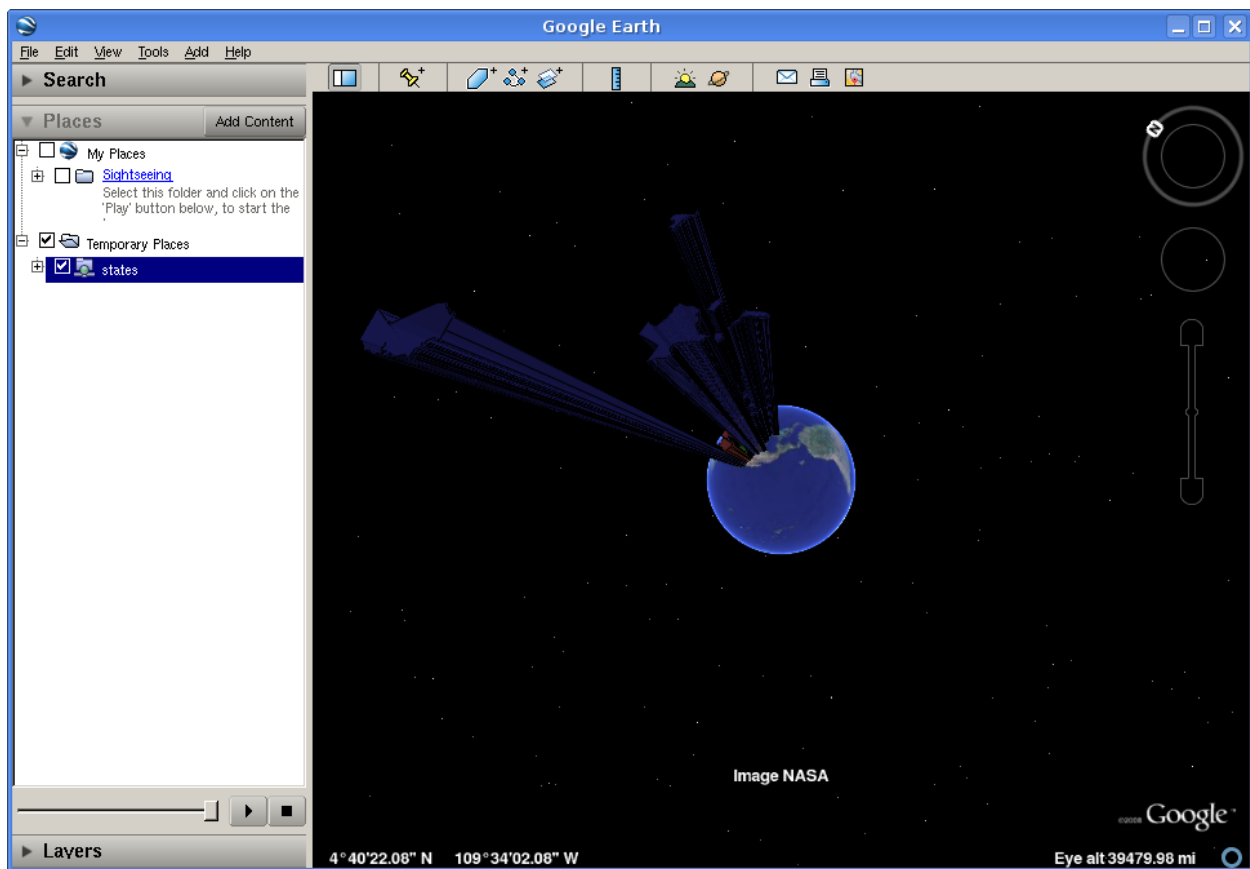 Google Earth
File Edit View Tools Add Help
Search
Places
Add Content
My Places
Sightseeing
Select this folder and click on the
'Play' button below, to start the
Temporary Places
states
N
Image NASA
©2008 Google
Layers
4°40'22.08" N 109°34'02.08" W
Eye alt 39479.98 mi